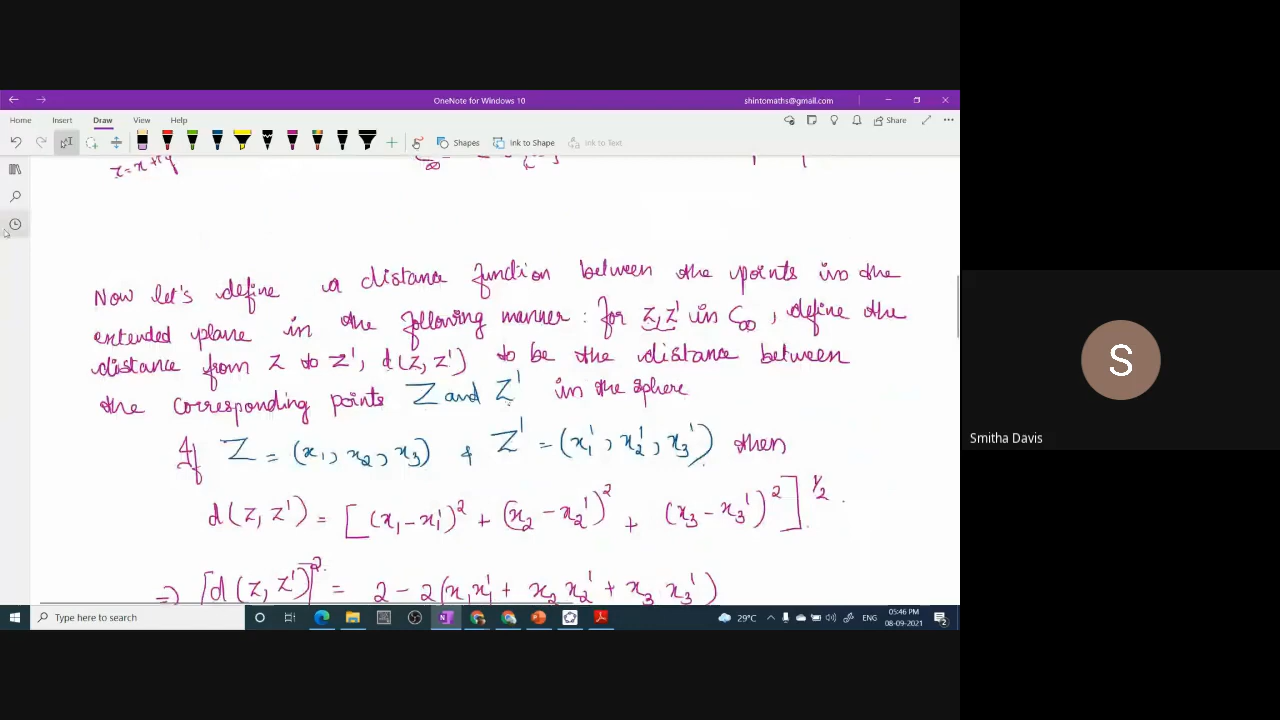 OneNote for Windows 10
shintomaths@gmail.com
Home Insert Draw View Help
Share
Shapes Ink to Shape Ink to Text
z = x + iy
Now let's define a distance function between the points in the
extended plane in the following manner : for z, z' in C∞, define the
distance from z to z', d(z, z') to be the distance between
the corresponding points Z and Z' in the sphere
If Z = (x₁, x₂, x₃) & Z' = (x₁', x₂', x₃') then
d(z, z') = [(x₁ - x₁')² + (x₂ - x₂')² + (x₃ - x₃')²]^1/2.
⇒ [d(z, z')]² = 2 - 2(x₁x₁' + x₂x₂' + x₃x₃')
S
Smitha Davis
Type here to search
29°C
ENG
05:46 PM
08-09-2021
2